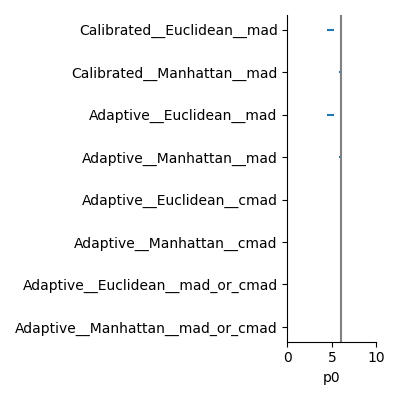 Calibrated__Euclidean__mad
Calibrated__Manhattan__mad
Adaptive__Euclidean__mad
Adaptive__Manhattan__mad
Adaptive__Euclidean__cmad
Adaptive__Manhattan__cmad
Adaptive__Euclidean__mad_or_cmad
Adaptive__Manhattan__mad_or_cmad
0 5 10
p0